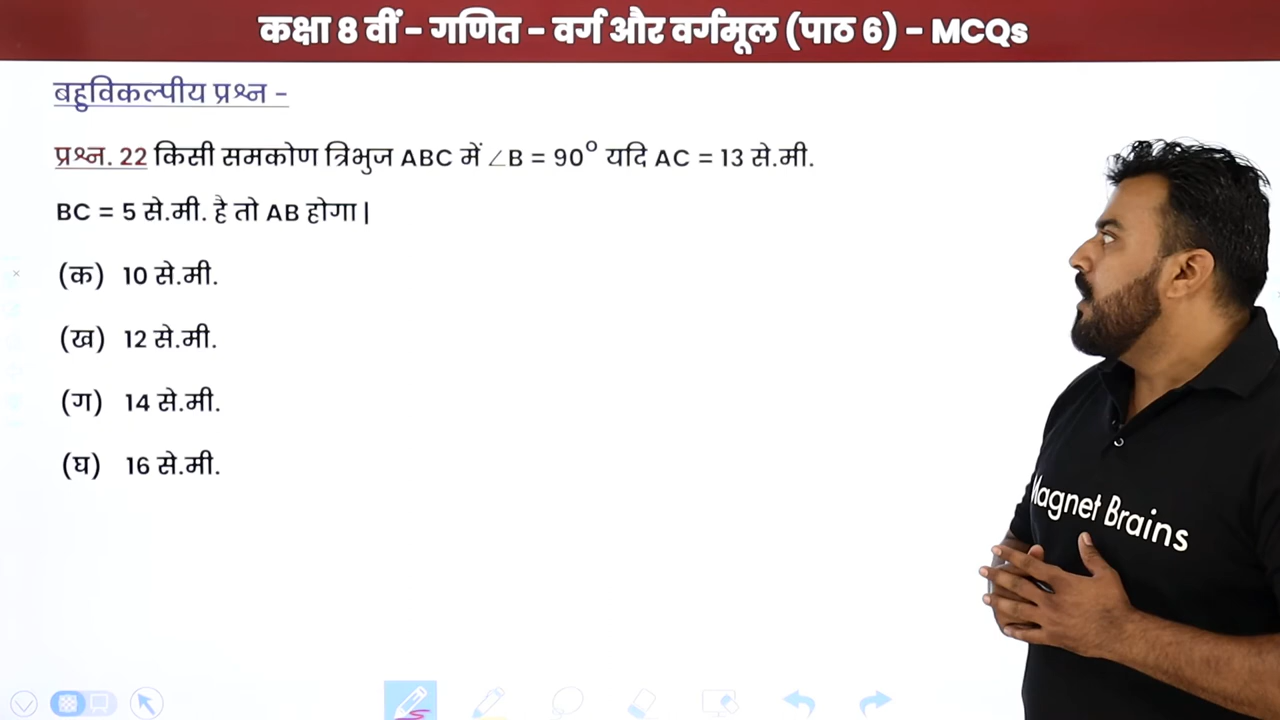 कक्षा 8 वीं - गणित - वर्ग और वर्गमूल (पाठ 6) - MCQs
बहुविकल्पीय प्रश्न -
प्रश्न. 22 किसी समकोण त्रिभुज ABC में ∠B = 90° यदि AC = 13 से.मी.
BC = 5 से.मी. है तो AB होगा |
(क) 10 से.मी.
(ख) 12 से.मी.
(ग) 14 से.मी.
(घ) 16 से.मी.
Magnet Brains